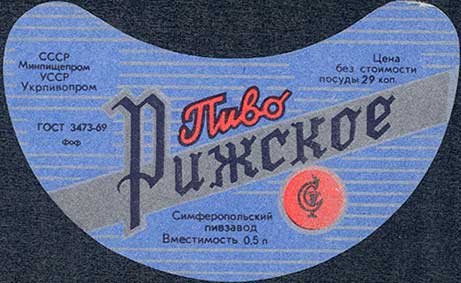 СССР
Минпищепром
УССР
Укрпивопром
ГОСТ 3473-69
Фоф
Цена
без стоимости
посуды 29 коп.
Пиво
Рижское
Симферопольский
пивзавод
Вместимость 0,5 л